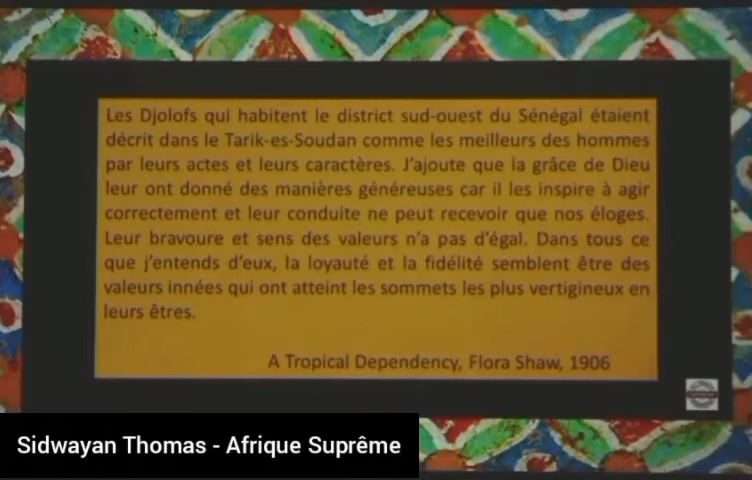 Les Djolofs qui habitent le district sud-ouest du Sénégal étaient
décrit dans le Tarik-es-Soudan comme les meilleurs des hommes
par leurs actes et leurs caractères. J’ajoute que la grâce de Dieu
leur ont donné des manières généreuses car il les inspire à agir
correctement et leur conduite ne peut recevoir que nos éloges.
Leur bravoure et sens des valeurs n’a pas d’égal. Dans tous ce
que j’entends d’eux, la loyauté et la fidélité semblent être des
valeurs innées qui ont atteint les sommets les plus vertigineux en
leurs êtres.
A Tropical Dependency, Flora Shaw, 1906
Sidwayan Thomas - Afrique Suprême